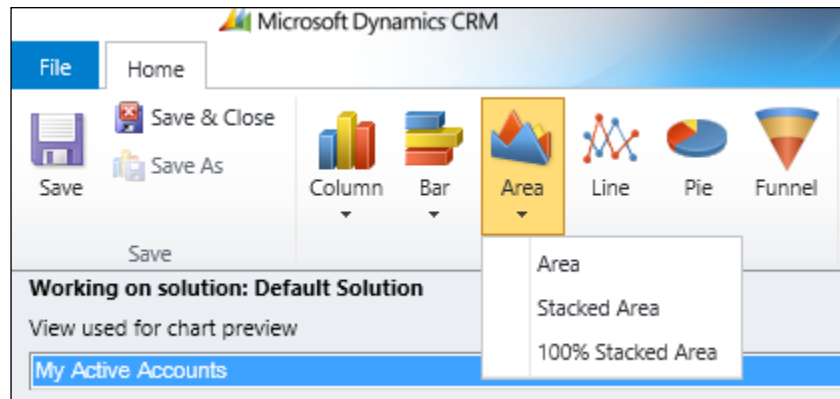 Microsoft Dynamics CRM
File Home
Save & Close
Save As
Save
Column Bar Area Line Pie Funnel
Save
Area
Stacked Area
100% Stacked Area
Working on solution: Default Solution
View used for chart preview
My Active Accounts